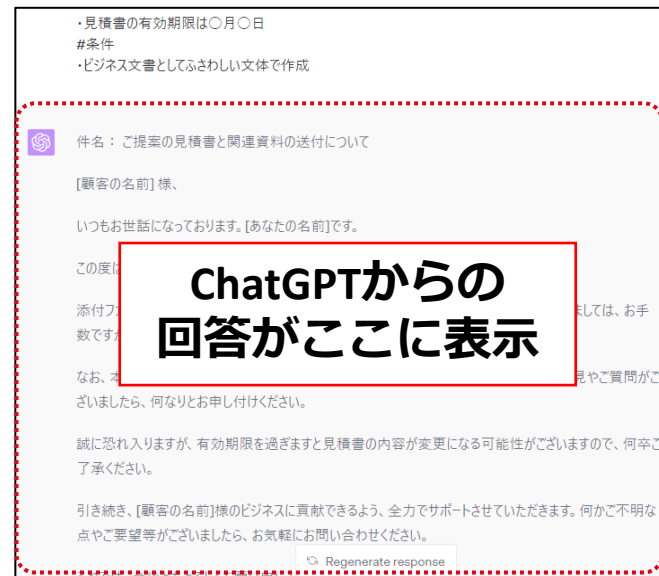 ・見積書の有効期限は〇月〇日
#条件
・ビジネス文書としてふさわしい文体で作成
件名： ご提案の見積書と関連資料の送付について
[顧客の名前] 様、
いつもお世話になっております。[あなたの名前]です。
この度は
ChatGPTからの
回答がここに表示
添付フ ましては、お手
数ですが
なお、本 見やご質問がご
ざいましたら、何なりとお申し付けください。
誠に恐れ入りますが、有効期限を過ぎますと見積書の内容が変更になる可能性がございますので、何卒ご
了承ください。
引き続き、[顧客の名前]様のビジネスに貢献できるよう、全力でサポートさせていただきます。何かご不明な
点やご要望等がございましたら、お気軽にお問い合わせください。
Regenerate response